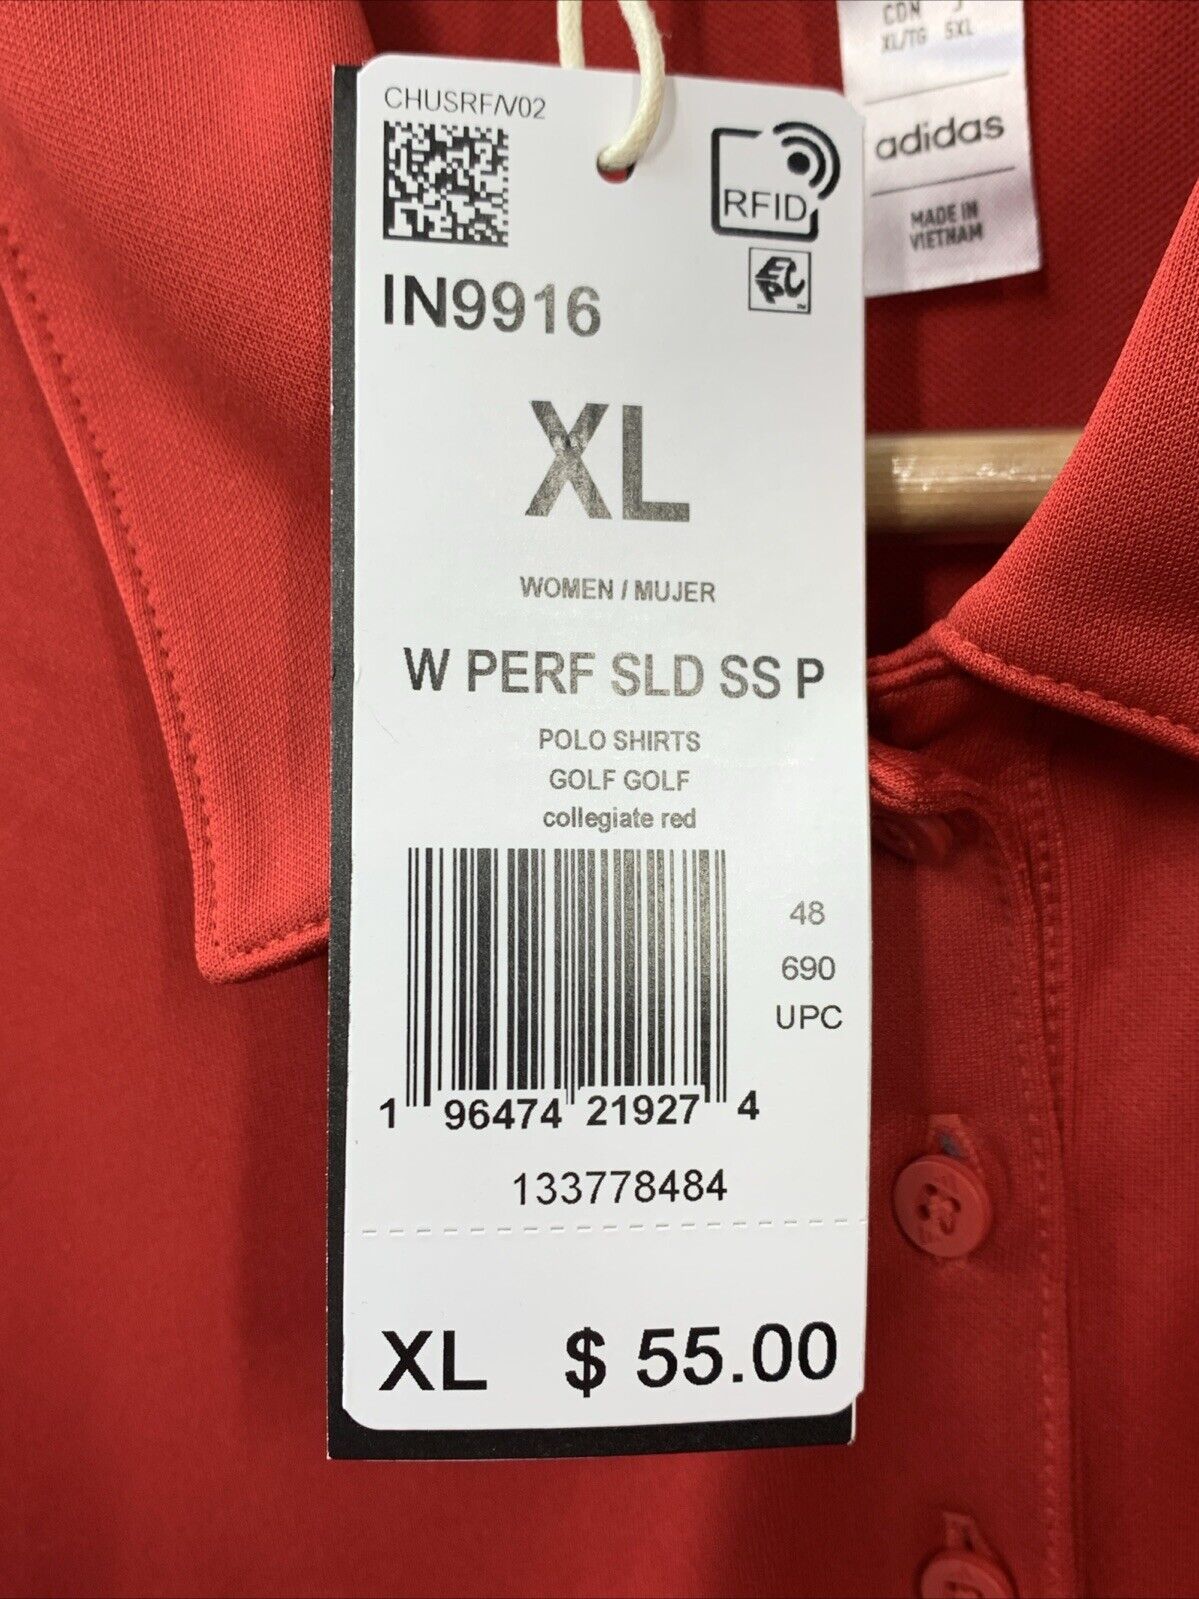 CDN J
XL/TG 5XL
adidas
MADE IN
VIETNAM
CHUSRF/V02
RFID
EPC
IN9916
XL
WOMEN / MUJER
W PERF SLD SS P
POLO SHIRTS
GOLF GOLF
collegiate red
48
690
UPC
1 96474 21927 4
133778484
XL $ 55.00